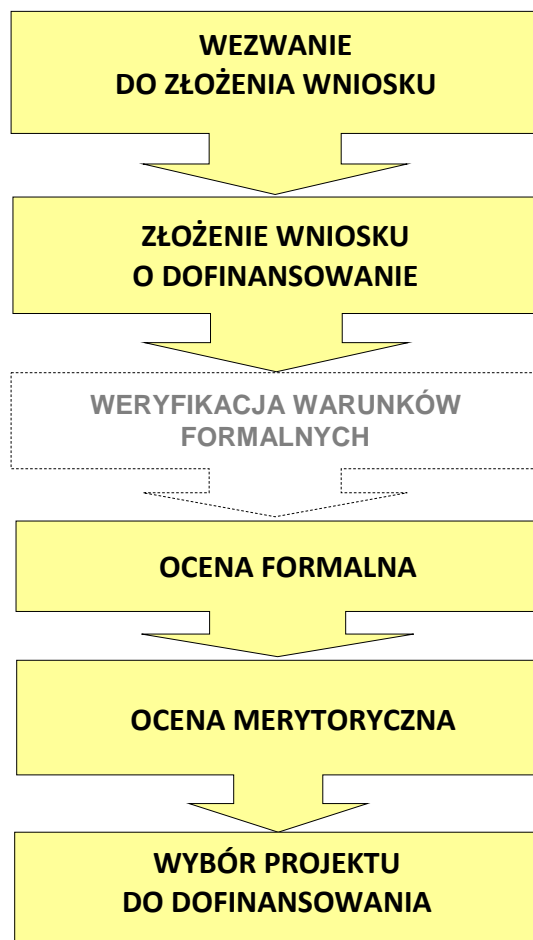 WEZWANIE
DO ZŁOŻENIA WNIOSKU
ZŁOŻENIE WNIOSKU
O DOFINANSOWANIE
WERYFIKACJA WARUNKÓW
FORMALNYCH
OCENA FORMALNA
OCENA MERYTORYCZNA
WYBÓR PROJEKTU
DO DOFINANSOWANIA